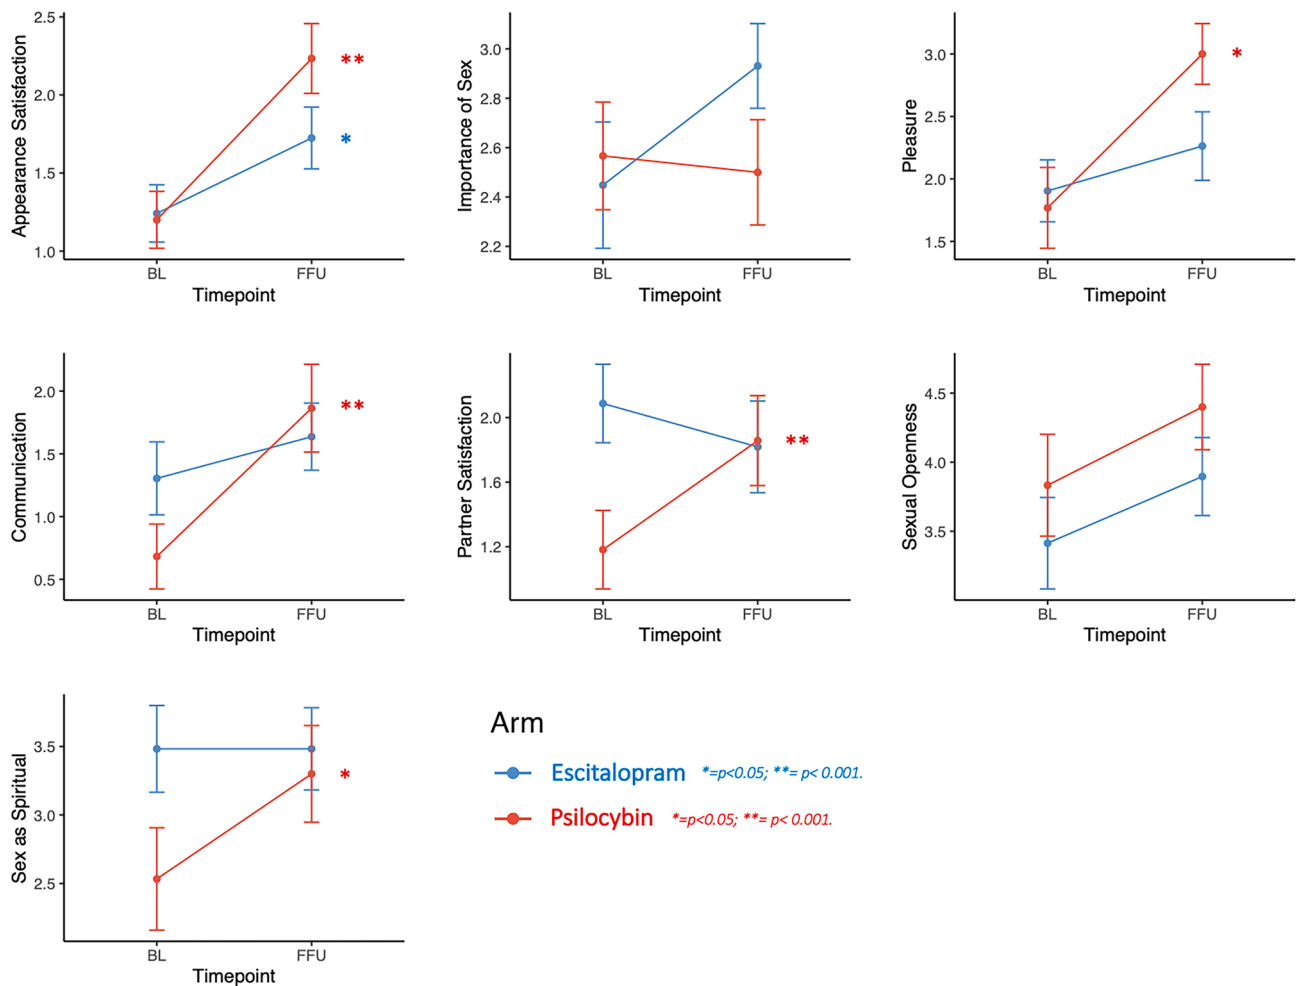 Appearance Satisfaction
2.5
2.0
1.5
1.0
**
*
BL FFU
Timepoint
Importance of Sex
3.0
2.8
2.6
2.4
2.2
BL FFU
Timepoint
Pleasure
3.0
2.5
2.0
1.5
*
BL FFU
Timepoint
Communication
2.0
1.5
1.0
0.5
**
BL FFU
Timepoint
Partner Satisfaction
2.0
1.6
1.2
**
BL FFU
Timepoint
Sexual Openness
4.5
4.0
3.5
BL FFU
Timepoint
Sex as Spiritual
3.5
3.0
2.5
*
BL FFU
Timepoint
Arm
Escitalopram *=p<0.05; **= p< 0.001.
Psilocybin *=p<0.05; **= p< 0.001.